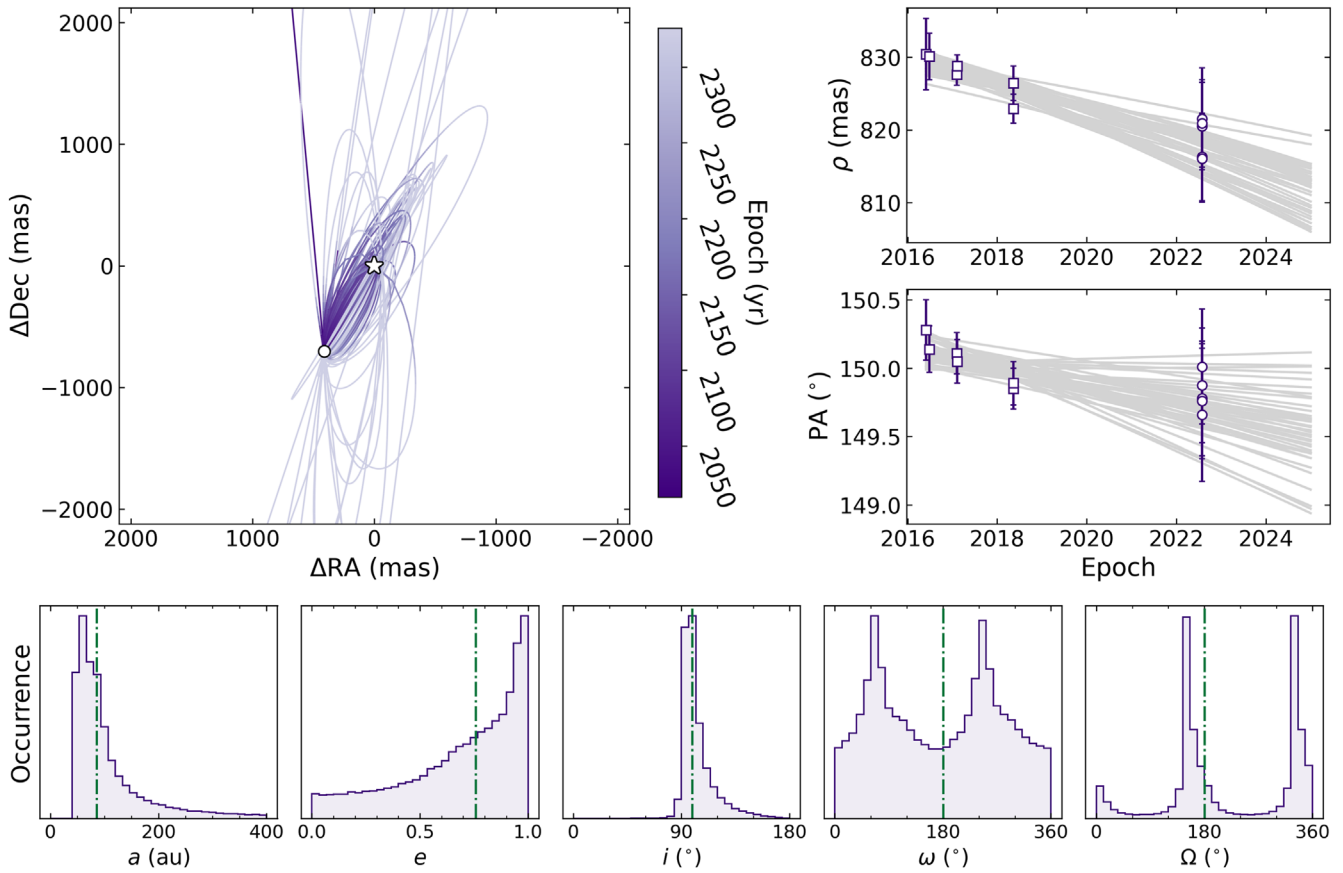 2000
1000
0
−1000
−2000
ΔDec (mas)
2000 1000 0 −1000 −2000
ΔRA (mas)
2300
2250
2200
2150
2100
2050
Epoch (yr)
830
820
810
ρ (mas)
2016 2018 2020 2022 2024
150.5
150.0
149.5
149.0
PA (°)
2016 2018 2020 2022 2024
Epoch
Occurrence
0 200 400
a (au)
0.0 0.5 1.0
e
0 90 180
i (°)
0 180 360
ω (°)
0 180 360
Ω (°)